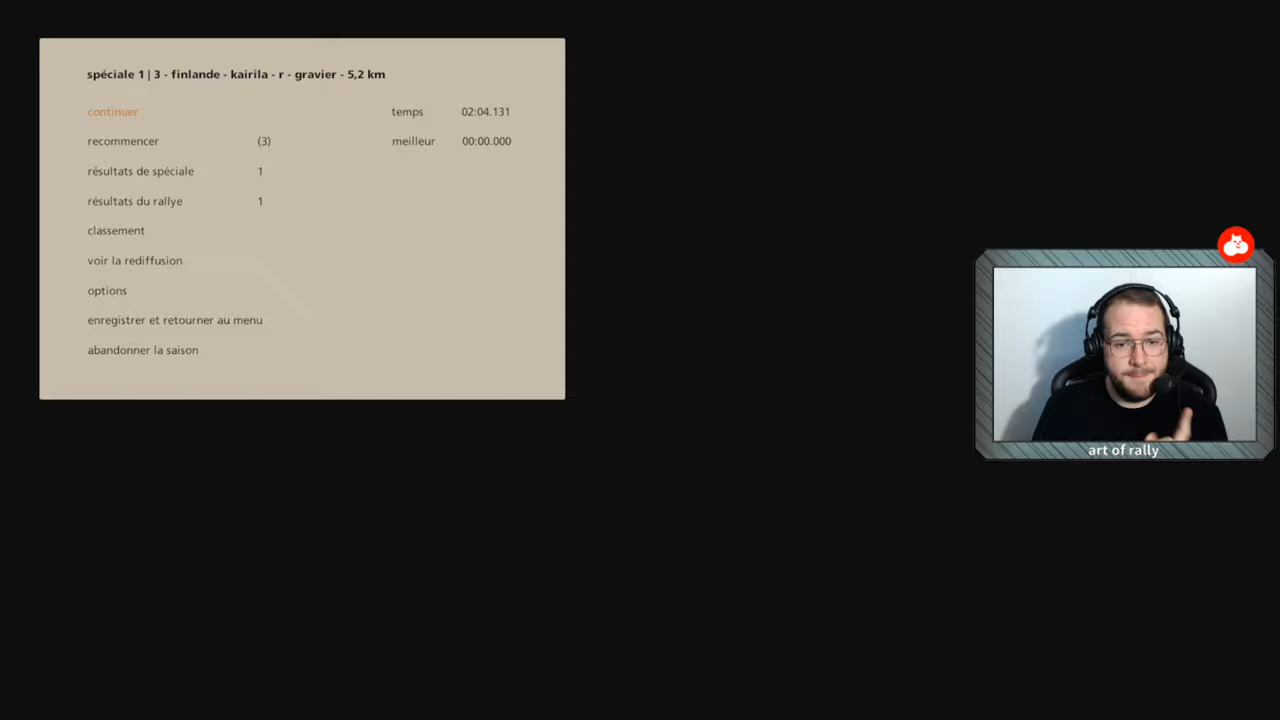 spéciale 1 | 3 - finlande - kairila - r - gravier - 5,2 km
continuer temps 02:04.131
recommencer (3) meilleur 00:00.000
résultats de spéciale 1
résultats du rallye 1
classement
voir la rediffusion
options
enregistrer et retourner au menu
abandonner la saison
art of rally